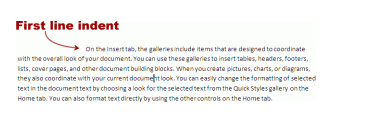 First line indent
On the Insert tab, the galleries include items that are designed to coordinate
with the overall look of your document. You can use these galleries to insert tables, headers, footers,
lists, cover pages, and other document building blocks. When you create pictures, charts, or diagrams,
they also coordinate with your current document look. You can easily change the formatting of selected
text in the document text by choosing a look for the selected text from the Quick Styles gallery on the
Home tab. You can also format text directly by using the other controls on the Home tab.